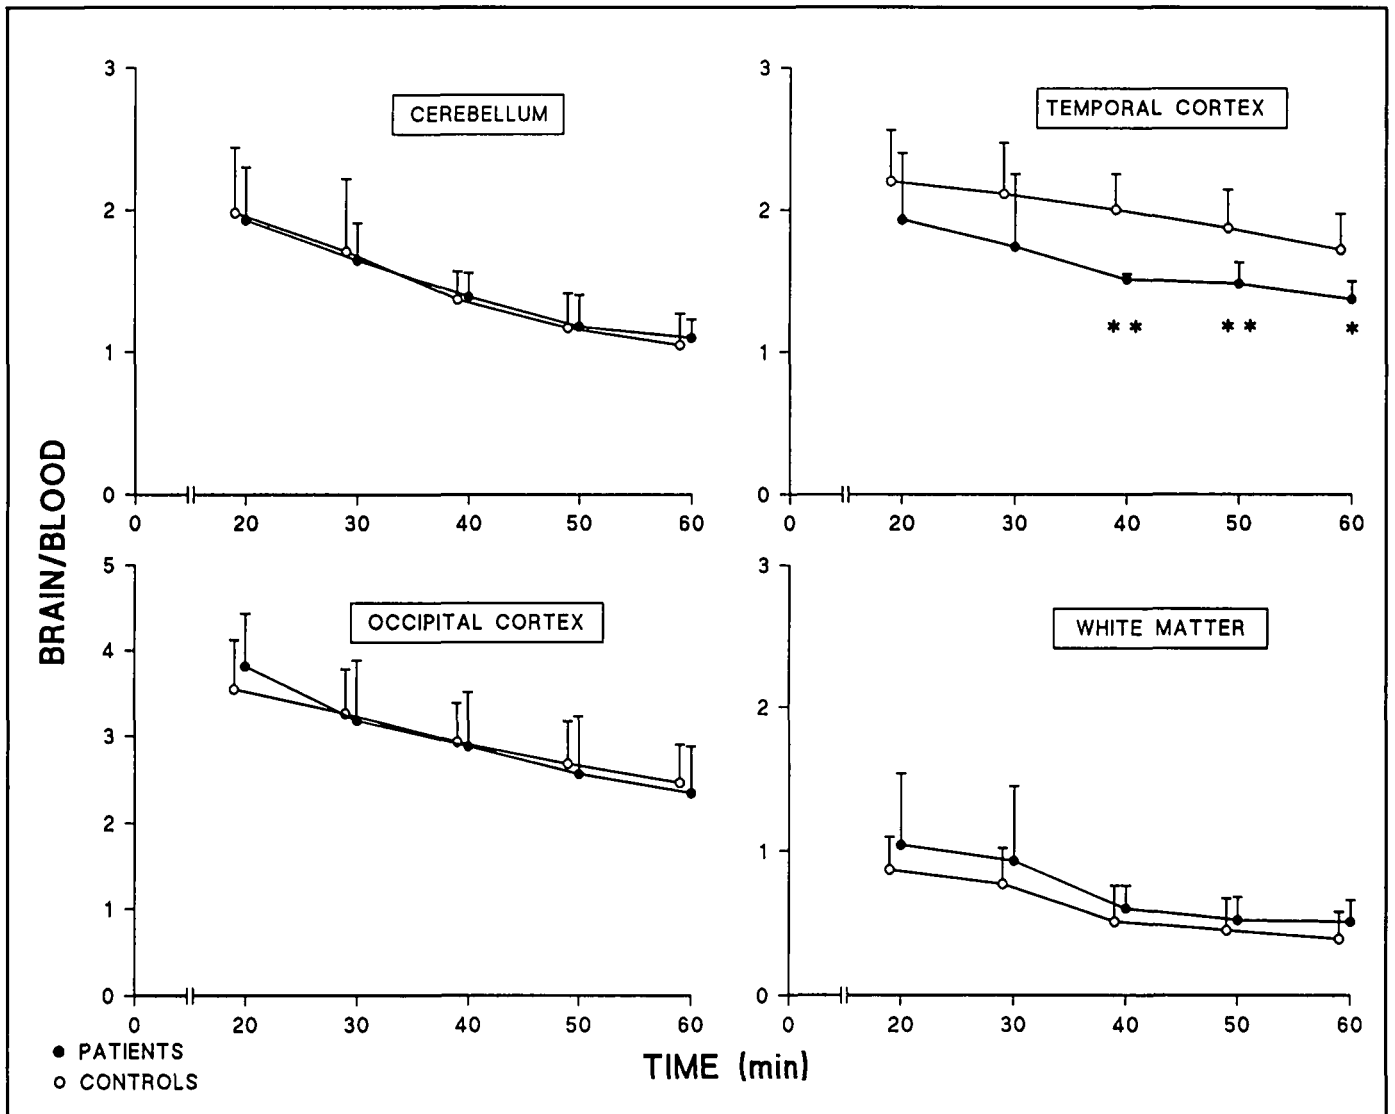 CEREBELLUM
3
2
1
0
0 20 30 40 50 60
TEMPORAL CORTEX
3
2
1
0
** ** *
0 20 30 40 50 60
BRAIN/BLOOD
OCCIPITAL CORTEX
5
4
3
2
1
0
0 20 30 40 50 60
WHITE MATTER
3
2
1
0
0 20 30 40 50 60
● PATIENTS
○ CONTROLS
TIME (min)